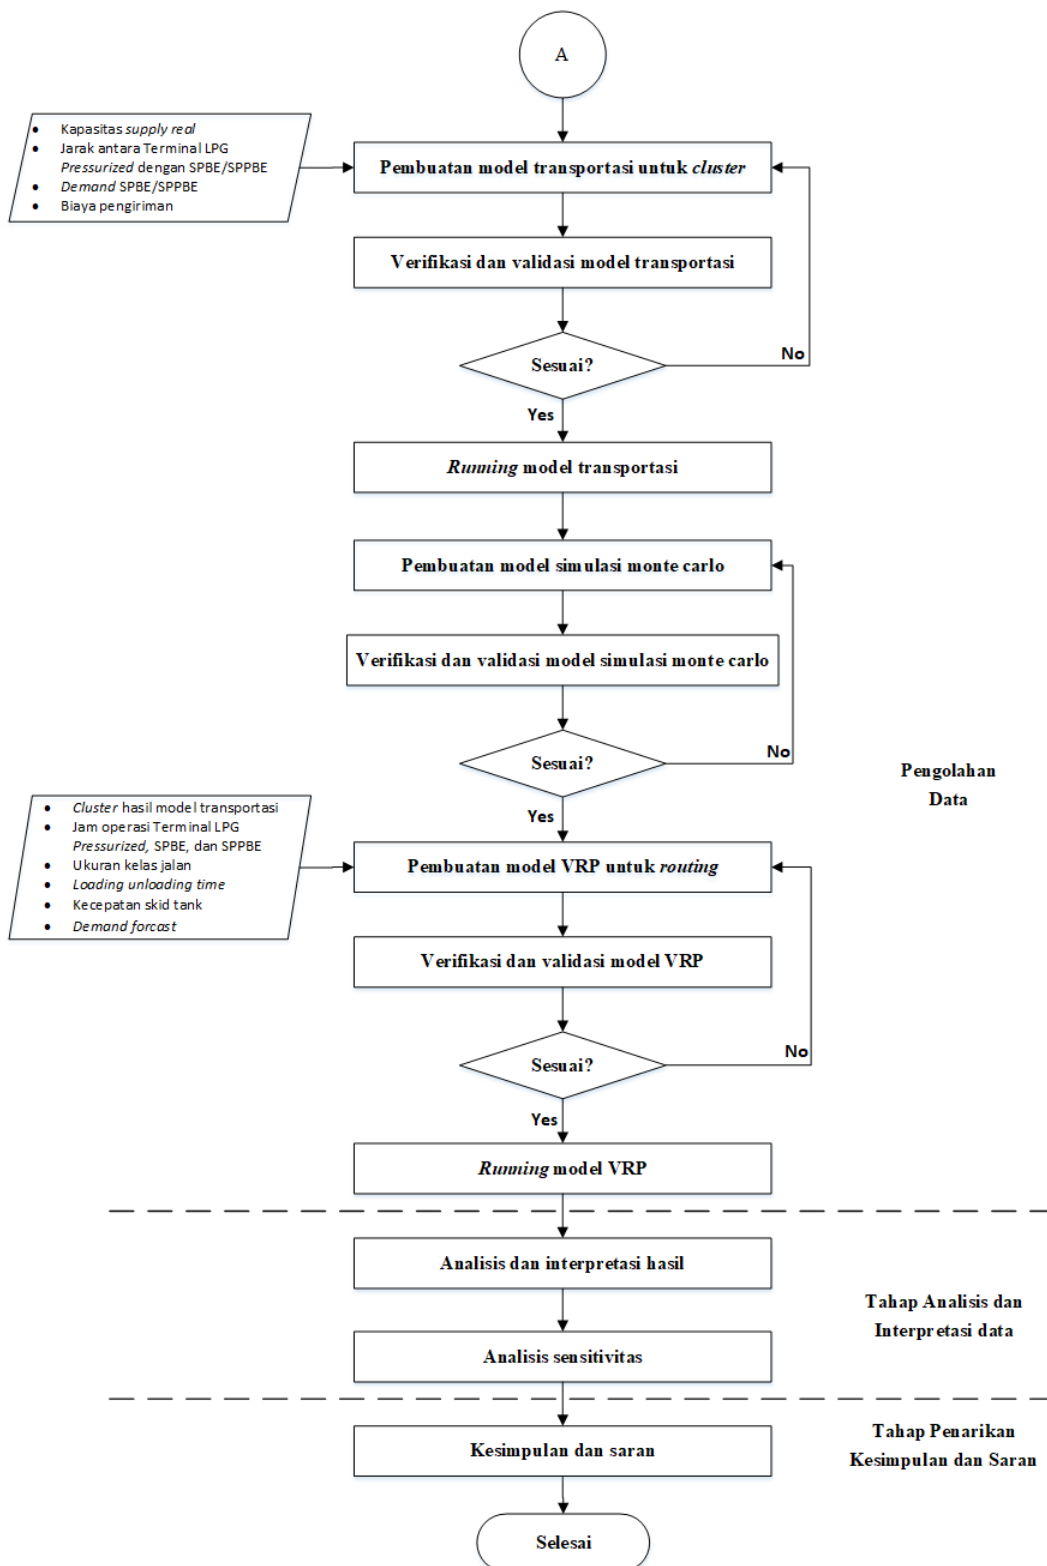 A
• Kapasitas supply real
• Jarak antara Terminal LPG
Pressurized dengan SPBE/SPPBE
• Demand SPBE/SPPBE
• Biaya pengiriman
Pembuatan model transportasi untuk cluster
Verifikasi dan validasi model transportasi
Sesuai?
No
Yes
Running model transportasi
Pembuatan model simulasi monte carlo
Verifikasi dan validasi model simulasi monte carlo
Sesuai?
No
Yes
Pengolahan
Data
• Cluster hasil model transportasi
• Jam operasi Terminal LPG
Pressurized, SPBE, dan SPPBE
• Ukuran kelas jalan
• Loading unloading time
• Kecepatan skid tank
• Demand forcast
Pembuatan model VRP untuk routing
Verifikasi dan validasi model VRP
Sesuai?
No
Yes
Running model VRP
Analisis dan interpretasi hasil
Analisis sensitivitas
Tahap Analisis dan
Interpretasi data
Kesimpulan dan saran
Tahap Penarikan
Kesimpulan dan Saran
Selesai